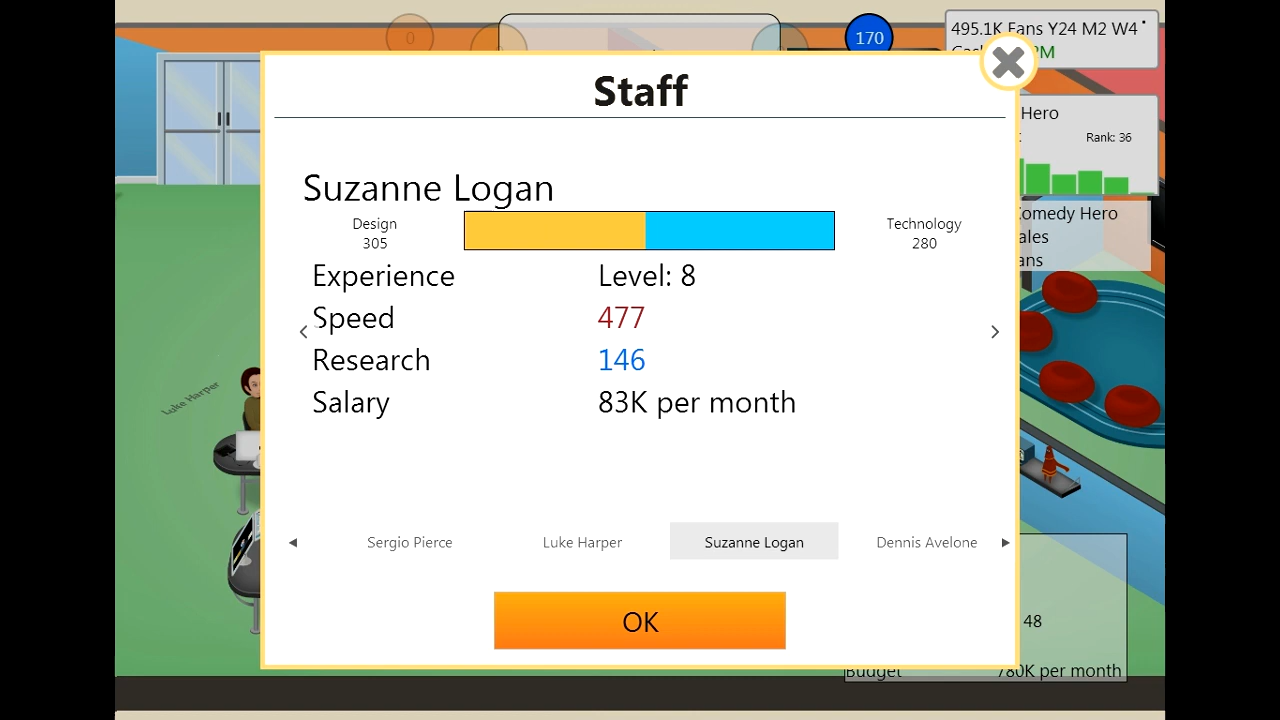 0
170
495.1K Fans Y24 M2 W4
PM
Staff
Hero
Rank: 36
Suzanne Logan
Design
305
Technology
280
Comedy Hero
ales
ans
Experience Level: 8
Speed 477
Research 146
Salary 83K per month
Luke Harper
Sergio Pierce Luke Harper Suzanne Logan Dennis Avelone
OK
48
Budget 780K per month